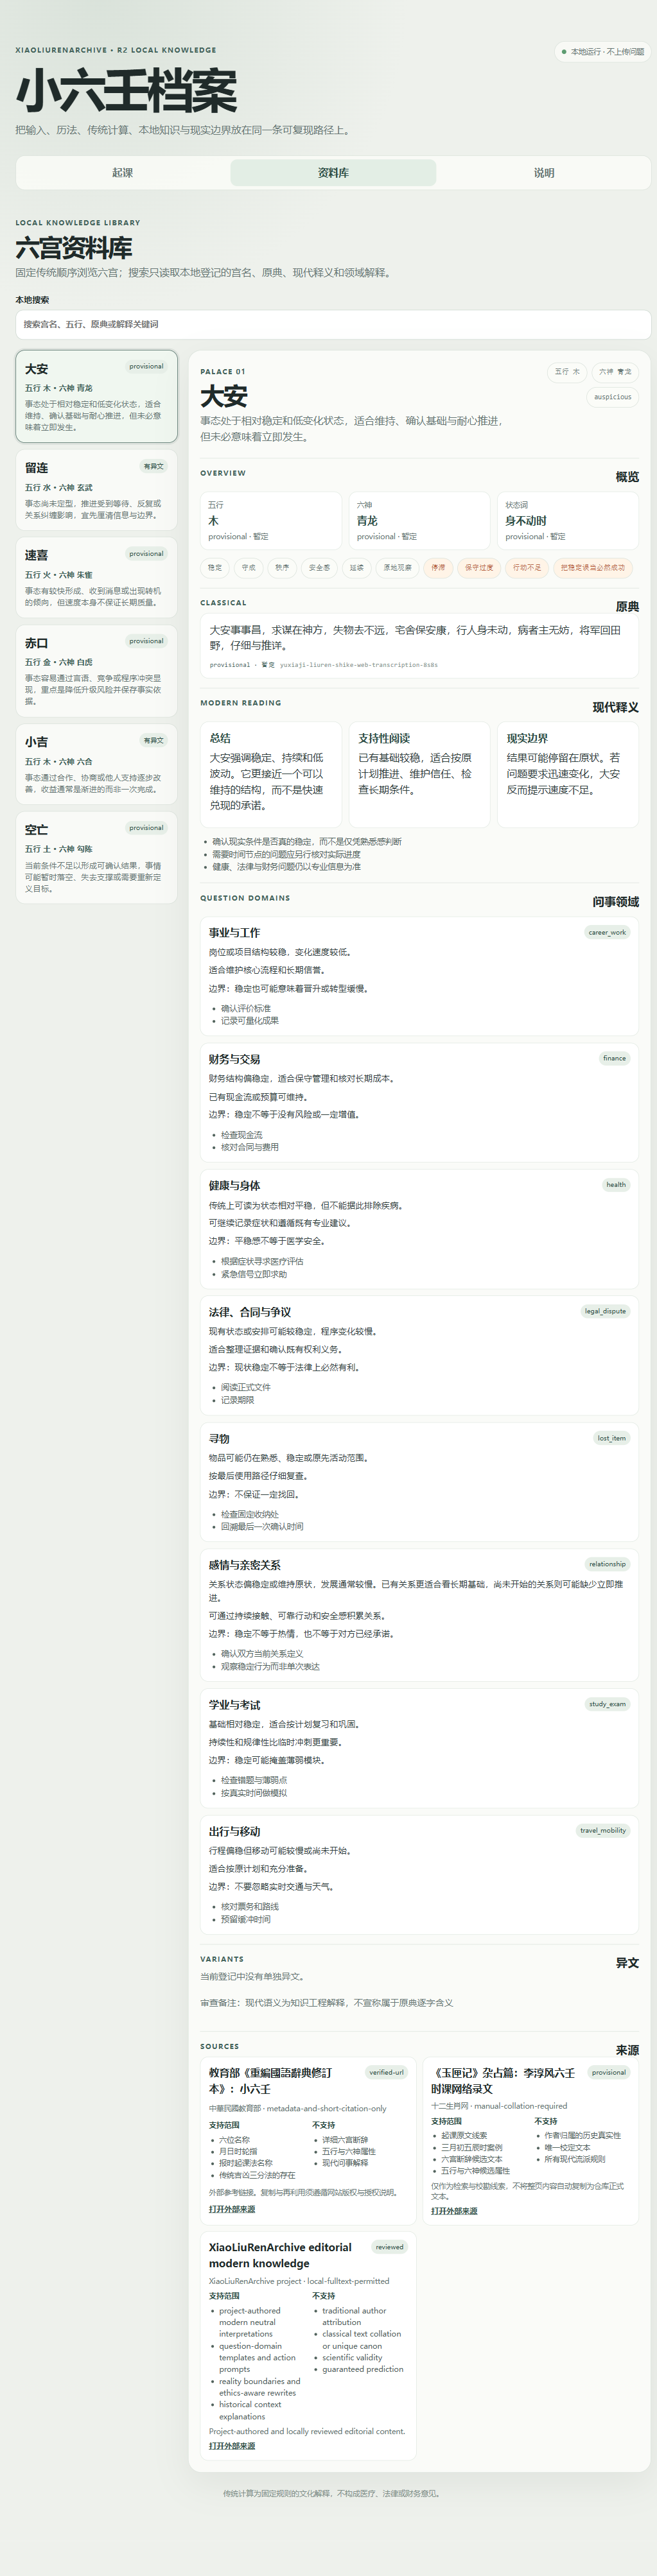 XIAOLIURENARCHIVE • R2 LOCAL KNOWLEDGE
本地运行 · 不上传问题
小六壬档案
把输入、历法、传统计算、本地知识与现实边界放在同一条可复现路径上。
起课
资料库
说明
LOCAL KNOWLEDGE LIBRARY
六宫资料库
固定传统顺序浏览六宫；搜索只读取本地登记的宫名、原典、现代释义和领域解释。
本地搜索
搜索宫名、五行、原典或解释关键词
大安
provisional
五行 木 • 六神 青龙
事态处于相对稳定和低变化状态，适合
维持、确认基础与耐心推进，但未必意
味着立即发生。
留连
有异文
五行 水 • 六神 玄武
事态尚未定型，推进受到等待、反复或
关系纠缠影响，宜先厘清信息与边界。
速喜
provisional
五行 火 • 六神 朱雀
事态有较快形成、收到消息或出现转机
的倾向，但速度本身不保证长期质量。
赤口
provisional
五行 金 • 六神 白虎
事态容易通过言语、竞争或程序冲突显
现，重点是降低升级风险并保存事实依
据。
小吉
有异文
五行 木 • 六神 六合
事态通过合作、协商或他人支持逐步改
善，收益通常是渐进的而非一次完成。
空亡
provisional
五行 土 • 六神 勾陈
当前条件不足以形成可确认结果，事情
可能暂时落空、失去支撑或需要重新定
义目标。
PALACE 01
五行 木
六神 青龙
auspicious
大安
事态处于相对稳定和低变化状态，适合维持、确认基础与耐心推进，
但未必意味着立即发生。
OVERVIEW
概览
五行
木
provisional · 暂定
六神
青龙
provisional · 暂定
状态词
身不动时
provisional · 暂定
稳定
守成
秩序
安全感
延续
原地观察
停滞
保守过度
行动不足
把稳定误当必然成功
CLASSICAL
原典
大安事事昌，求谋在神方，失物去不远，宅舍保安康，行人身未动，病者主无妨，将军回田
野，仔细与推详。
provisional · 暂定 yuxiaji-liuren-shike-web-transcription-8s8s
MODERN READING
现代释义
总结
大安强调稳定、持续和低
波动。它更接近一个可以
维持的结构，而不是快速
兑现的承诺。
支持性阅读
已有基础较稳，适合按原
计划推进、维护信任、检
查长期条件。
现实边界
结果可能停留在原状。若
问题要求迅速变化，大安
反而提示速度不足。
• 确认现实条件是否真的稳定，而不是仅凭熟悉感判断
• 需要时间节点的问题应另行核对实际进度
• 健康、法律与财务问题仍以专业信息为准
QUESTION DOMAINS
问事领域
事业与工作
career_work
岗位或项目结构较稳，变化速度较低。
适合维护核心流程和长期信誉。
边界：稳定也可能意味着晋升或转型缓慢。
• 确认评价标准
• 记录可量化成果
财务与交易
finance
财务结构偏稳定，适合保守管理和核对长期成本。
已有现金流或预算可维持。
边界：稳定不等于没有风险或一定增值。
• 检查现金流
• 核对合同与费用
健康与身体
health
传统上可读为状态相对平稳，但不能据此排除疾病。
可继续记录症状和遵循既有专业建议。
边界：平稳感不等于医学安全。
• 根据症状寻求医疗评估
• 紧急信号立即求助
法律、合同与争议
legal_dispute
现有状态或安排可能较稳定，程序变化较慢。
适合整理证据和确认既有权利义务。
边界：现状稳定不等于法律上必然有利。
• 阅读正式文件
• 记录期限
寻物
lost_item
物品可能仍在熟悉、稳定或原先活动范围。
按最后使用路径仔细复查。
边界：不保证一定找回。
• 检查固定收纳处
• 回溯最后一次确认时间
感情与亲密关系
relationship
关系状态偏稳定或维持原状，发展通常较慢。已有关系更适合看长期基础，尚未开始的关系则可能缺少立即推
进。
可通过持续接触、可靠行动和安全感积累关系。
边界：稳定不等于热情，也不等于对方已经承诺。
• 确认双方当前关系定义
• 观察稳定行为而非单次表达
学业与考试
study_exam
基础相对稳定，适合按计划复习和巩固。
持续性和规律性比临时冲刺更重要。
边界：稳定可能掩盖薄弱模块。
• 检查错题与薄弱点
• 按真实时间做模拟
出行与移动
travel_mobility
行程偏稳但移动可能较慢或尚未开始。
适合按原计划和充分准备。
边界：不要忽略实时交通与天气。
• 核对票务和路线
• 预留缓冲时间
VARIANTS
异文
当前登记中没有单独异文。
审查备注：现代语义为知识工程解释，不宣称属于原典逐字含义
SOURCES
来源
教育部《重編國語辭典修訂
本》：小六壬
verified-url
中華民國教育部 · metadata-and-short-citation-only
支持范围
• 六位名称
• 月日时轮指
• 报时起课法名称
• 传统吉凶三分法的存在
不支持
• 详细六宫断辞
• 五行与六神属性
• 现代问事解释
外部参考链接。复制与再利用须遵循网站版权与授权说明。
打开外部来源
《玉匣记》杂占篇：李淳风六壬
时课网络录文
provisional
十二生肖网 · manual-collation-required
支持范围
• 起课原文线索
• 三月初五辰时案例
• 六宫断辞候选文本
• 五行与六神候选属性
不支持
• 作者归属的历史真实性
• 唯一校定文本
• 所有现代流派规则
仅作为检索与校勘线索，不将整页内容自动复制为仓库正式
文本。
打开外部来源
XiaoLiuRenArchive editorial
modern knowledge
reviewed
XiaoLiuRenArchive project · local-fulltext-permitted
支持范围
• project-authored
modern neutral
interpretations
• question-domain
templates and action
prompts
• reality boundaries and
ethics-aware rewrites
• historical context
explanations
不支持
• traditional author
attribution
• classical text collation
or unique canon
• scientific validity
• guaranteed prediction
Project-authored and locally reviewed editorial content.
打开外部来源
传统计算为固定规则的文化解释，不构成医疗、法律或财务意见。